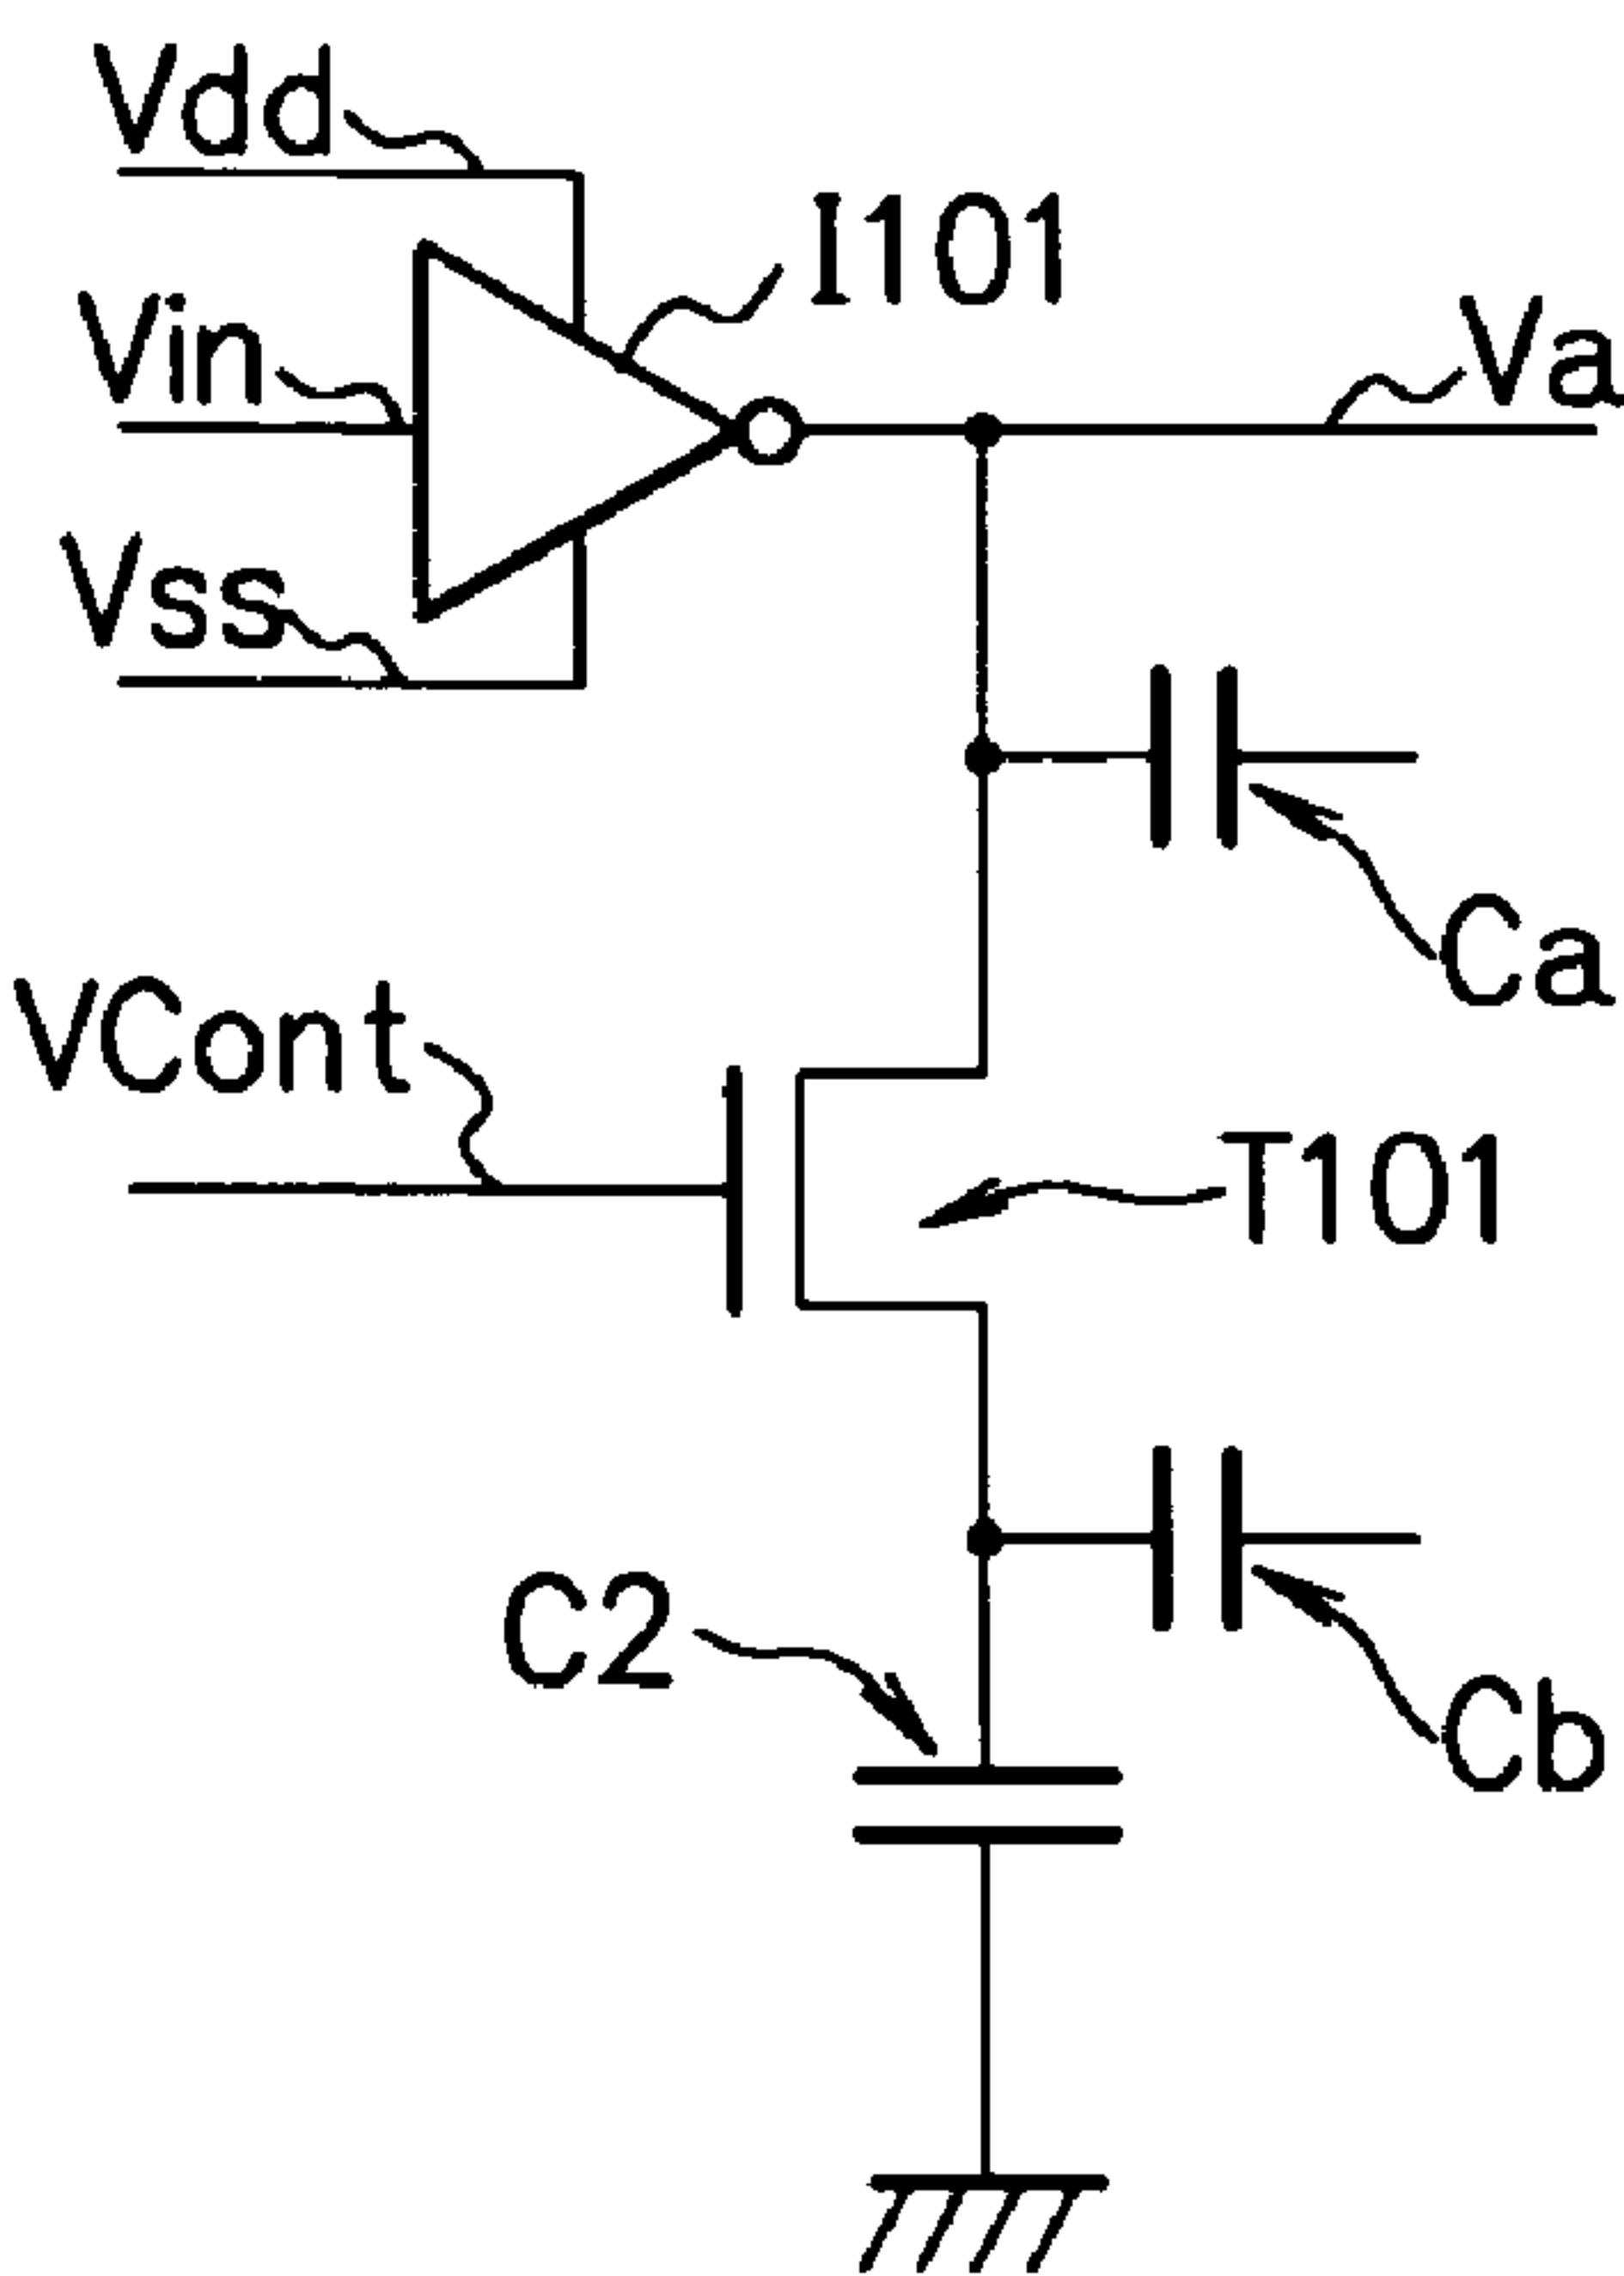 Vdd
I101
Vin
Va
Vss
Ca
VCont
T101
C2
Cb